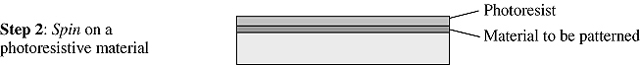 Step 2: Spin on a
photoresistive material
Photoresist
Material to be patterned